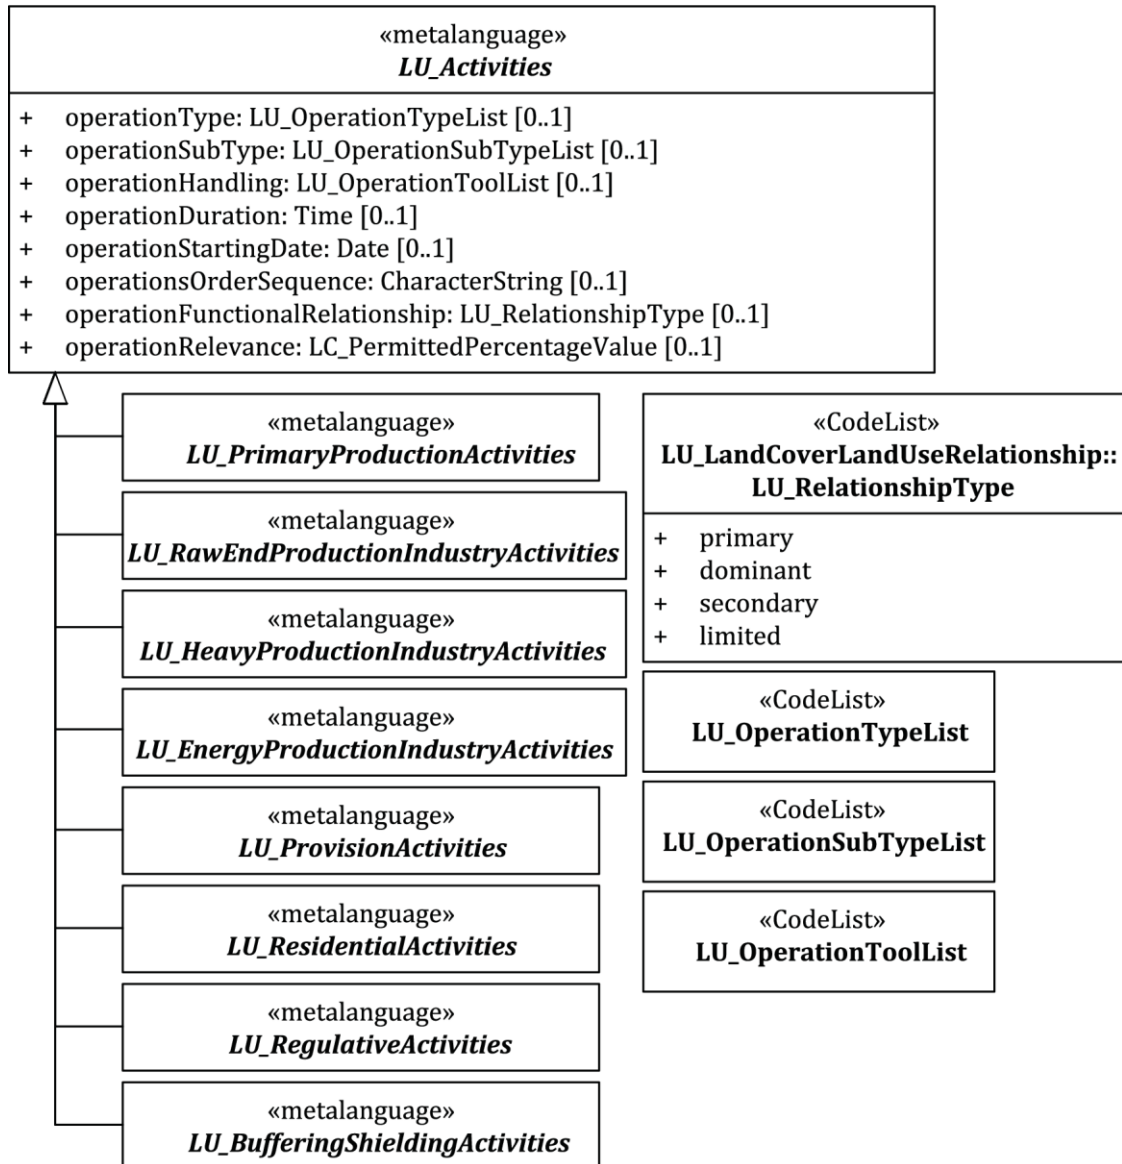 «metalanguage»
LU_Activities
+ operationType: LU_OperationTypeList [0..1]
+ operationSubType: LU_OperationSubTypeList [0..1]
+ operationHandling: LU_OperationToolList [0..1]
+ operationDuration: Time [0..1]
+ operationStartingDate: Date [0..1]
+ operationsOrderSequence: CharacterString [0..1]
+ operationFunctionalRelationship: LU_RelationshipType [0..1]
+ operationRelevance: LC_PermittedPercentageValue [0..1]
«metalanguage»
LU_PrimaryProductionActivities
«metalanguage»
LU_RawEndProductionIndustryActivities
«metalanguage»
LU_HeavyProductionIndustryActivities
«metalanguage»
LU_EnergyProductionIndustryActivities
«metalanguage»
LU_ProvisionActivities
«metalanguage»
LU_ResidentialActivities
«metalanguage»
LU_RegulativeActivities
«metalanguage»
LU_BufferingShieldingActivities
«CodeList»
LU_LandCoverLandUseRelationship::
LU_RelationshipType
+ primary
+ dominant
+ secondary
+ limited
«CodeList»
LU_OperationTypeList
«CodeList»
LU_OperationSubTypeList
«CodeList»
LU_OperationToolList